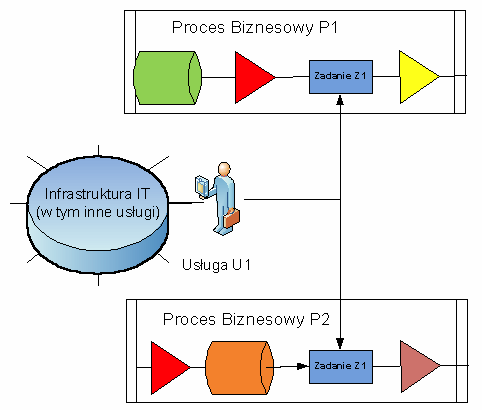 Proces Biznesowy P1
Zadanie Z1
Infrastruktura IT
(w tym inne usługi)
Usługa U1
Proces Biznesowy P2
Zadanie Z1